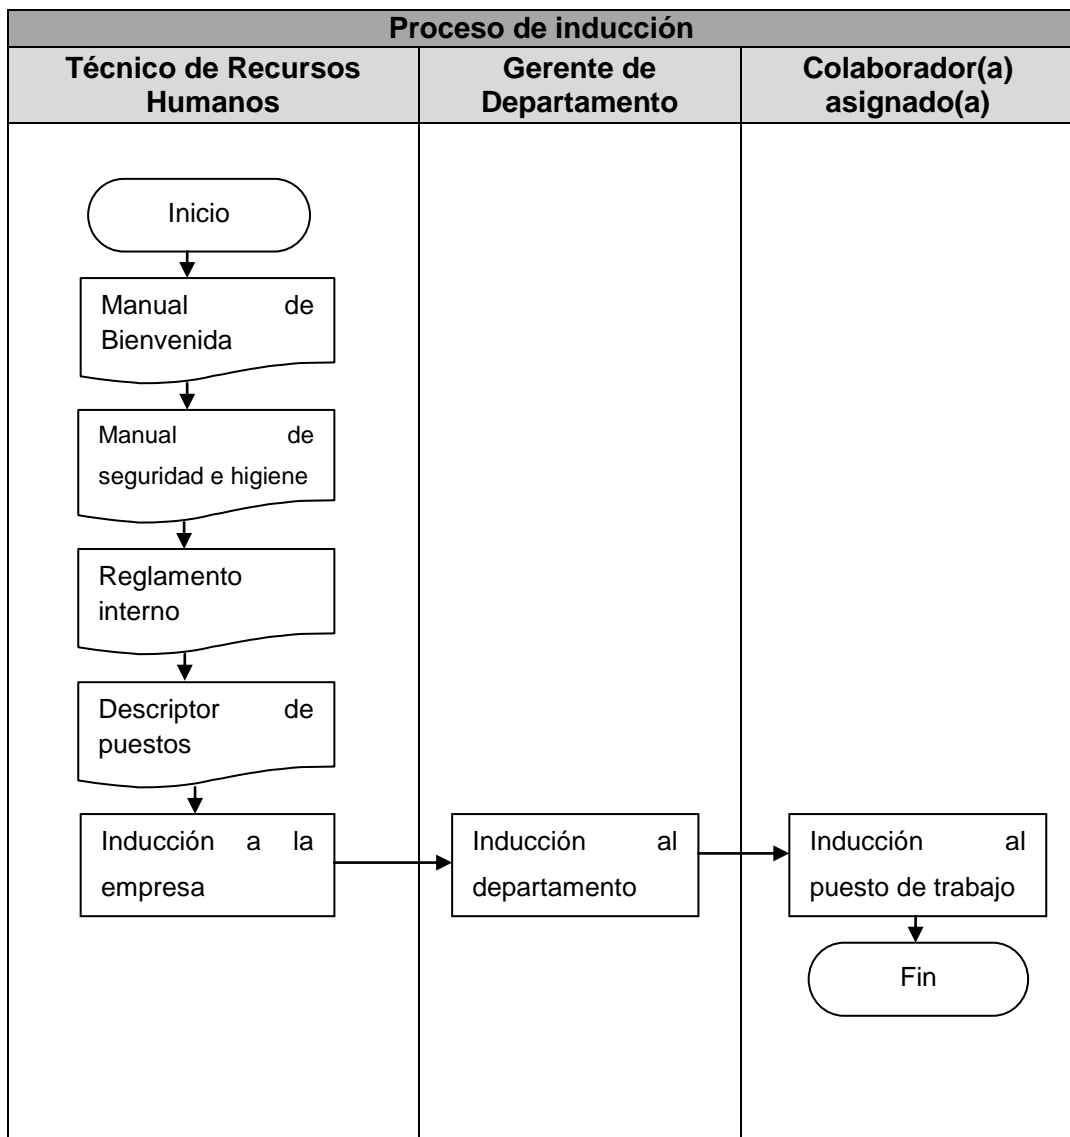 Proceso de inducción
Técnico de Recursos
Humanos
Gerente de
Departamento
Colaborador(a)
asignado(a)
Inicio
Manual de
Bienvenida
Manual de
seguridad e higiene
Reglamento
interno
Descriptor de
puestos
Inducción a la
empresa
Inducción al
departamento
Inducción al
puesto de trabajo
Fin